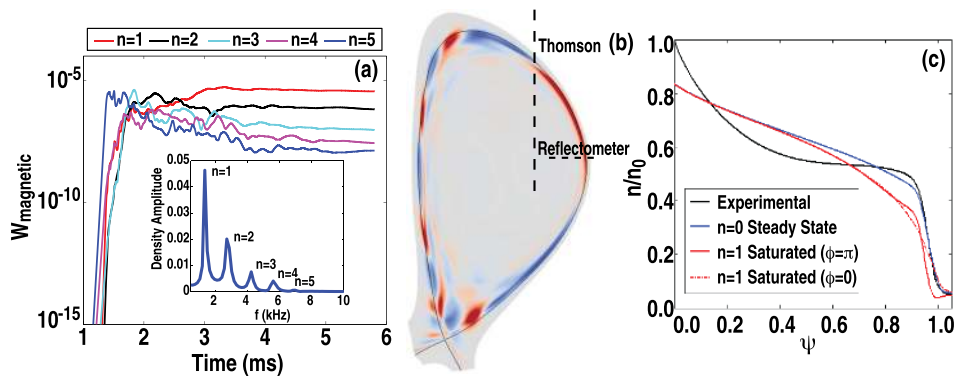 n=1 n=2 n=3 n=4 n=5
(a)
10-5
10-10
10-15
Wmagnetic
1 2 3 4 5 6
Time (ms)
0.05
0.04
0.03
0.02
0.01
0
Density Amplitude
n=1
n=2
n=3
n=4
n=5
2 4 6 8 10
f (kHz)
Thomson
(b)
Reflectometer
(c)
1.0
0.8
0.6
0.4
0.2
0.0
n/n0
Experimental
n=0 Steady State
n=1 Saturated (ϕ=π)
n=1 Saturated (ϕ=0)
0.0 0.2 0.4 0.6 0.8 1.0
ψ